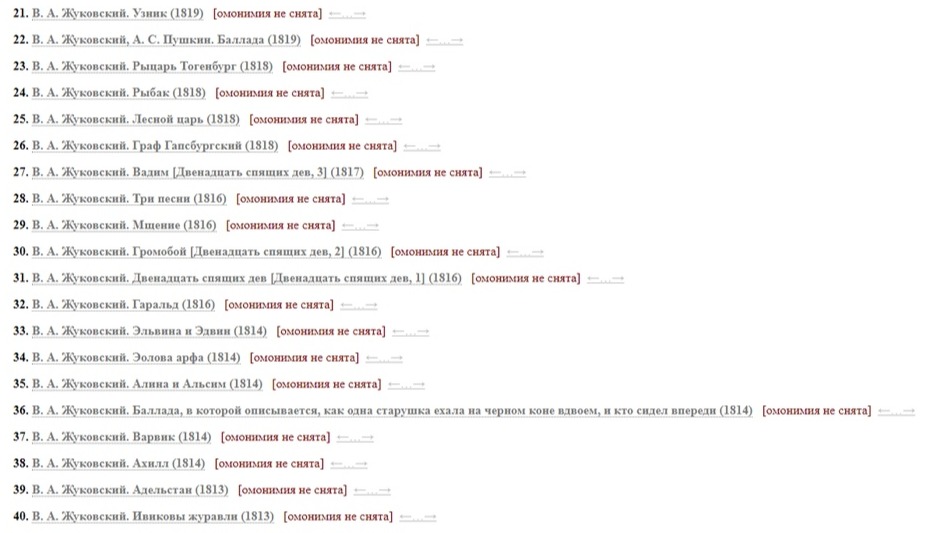 21. В. А. Жуковский. Узник (1819) [омонимия не снята] ←…→
22. В. А. Жуковский, А. С. Пушкин. Баллада (1819) [омонимия не снята] ←…→
23. В. А. Жуковский. Рыцарь Тогенбург (1818) [омонимия не снята] ←…→
24. В. А. Жуковский. Рыбак (1818) [омонимия не снята] ←…→
25. В. А. Жуковский. Лесной царь (1818) [омонимия не снята] ←…→
26. В. А. Жуковский. Граф Гапсбургский (1818) [омонимия не снята] ←…→
27. В. А. Жуковский. Вадим [Двенадцать спящих дев, 3] (1817) [омонимия не снята] ←…→
28. В. А. Жуковский. Три песни (1816) [омонимия не снята] ←…→
29. В. А. Жуковский. Мщение (1816) [омонимия не снята] ←…→
30. В. А. Жуковский. Громобой [Двенадцать спящих дев, 2] (1816) [омонимия не снята] ←…→
31. В. А. Жуковский. Двенадцать спящих дев [Двенадцать спящих дев, 1] (1816) [омонимия не снята] ←…→
32. В. А. Жуковский. Гаральд (1816) [омонимия не снята] ←…→
33. В. А. Жуковский. Эльвина и Эдвин (1814) [омонимия не снята] ←…→
34. В. А. Жуковский. Эолова арфа (1814) [омонимия не снята] ←…→
35. В. А. Жуковский. Алина и Альсим (1814) [омонимия не снята] ←…→
36. В. А. Жуковский. Баллада, в которой описывается, как одна старушка ехала на черном коне вдвоем, и кто сидел впереди (1814) [омонимия не снята] ←…→
37. В. А. Жуковский. Варвик (1814) [омонимия не снята] ←…→
38. В. А. Жуковский. Ахилл (1814) [омонимия не снята] ←…→
39. В. А. Жуковский. Адельстан (1813) [омонимия не снята] ←…→
40. В. А. Жуковский. Ивиковы журавли (1813) [омонимия не снята] ←…→